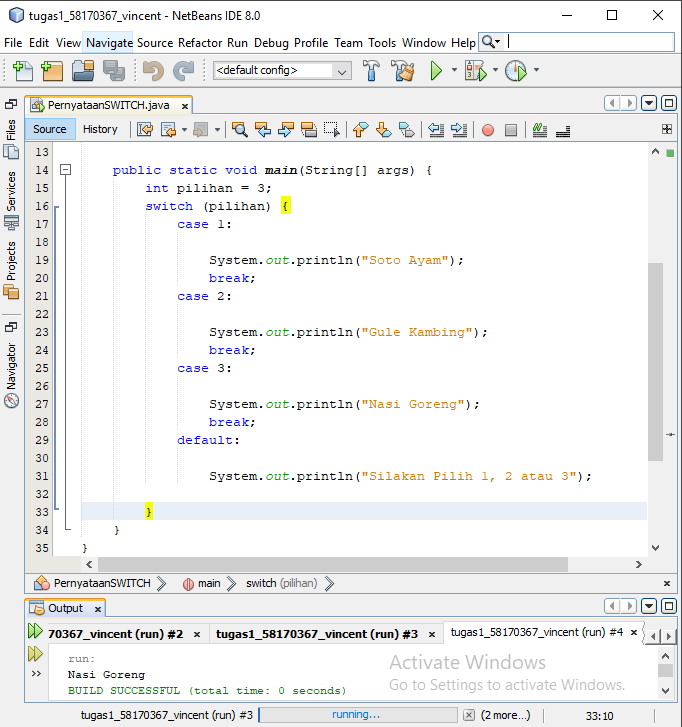 tugas1_58170367_vincent - NetBeans IDE 8.0
File Edit View Navigate Source Refactor Run Debug Profile Team Tools Window Help
<default config>
PernyataanSWITCH.java
Files
Services
Projects
Navigator
Source History
13
14 public static void main(String[] args) {
15 int pilihan = 3;
16 switch (pilihan) {
17 case 1:
18
19 System.out.println("Soto Ayam");
20 break;
21 case 2:
22
23 System.out.println("Gule Kambing");
24 break;
25 case 3:
26
27 System.out.println("Nasi Goreng");
28 break;
29 default:
30
31 System.out.println("Silakan Pilih 1, 2 atau 3");
32
33 }
34 }
35 }
PernyataanSWITCH main switch (pilihan)
Output
70367_vincent (run) #2 tugas1_58170367_vincent (run) #3 tugas1_58170367_vincent (run) #4
run:
Nasi Goreng
BUILD SUCCESSFUL (total time: 0 seconds)
Activate Windows
Go to Settings to activate Windows.
tugas1_58170367_vincent (run) #3 running... (2 more...) 33:10